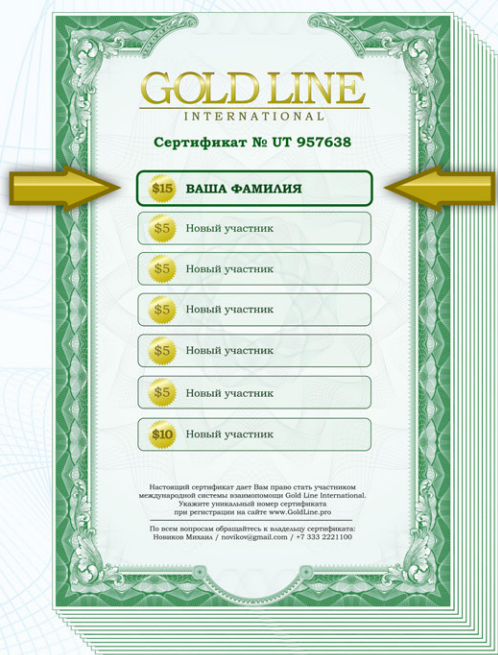 GOLD LINE
INTERNATIONAL
Сертификат № UT 957638
$15 ВАША ФАМИЛИЯ
$5 Новый участник
$5 Новый участник
$5 Новый участник
$5 Новый участник
$5 Новый участник
$10 Новый участник
Настоящий сертификат дает Вам право стать участником
международной системы взаимопомощи Gold Line International.
Укажите уникальный номер сертификата
при регистрации на сайте www.GoldLine.pro
По всем вопросам обращайтесь к владельцу сертификата:
Новиков Михаил / novikov@gmail.com / +7 333 2221100